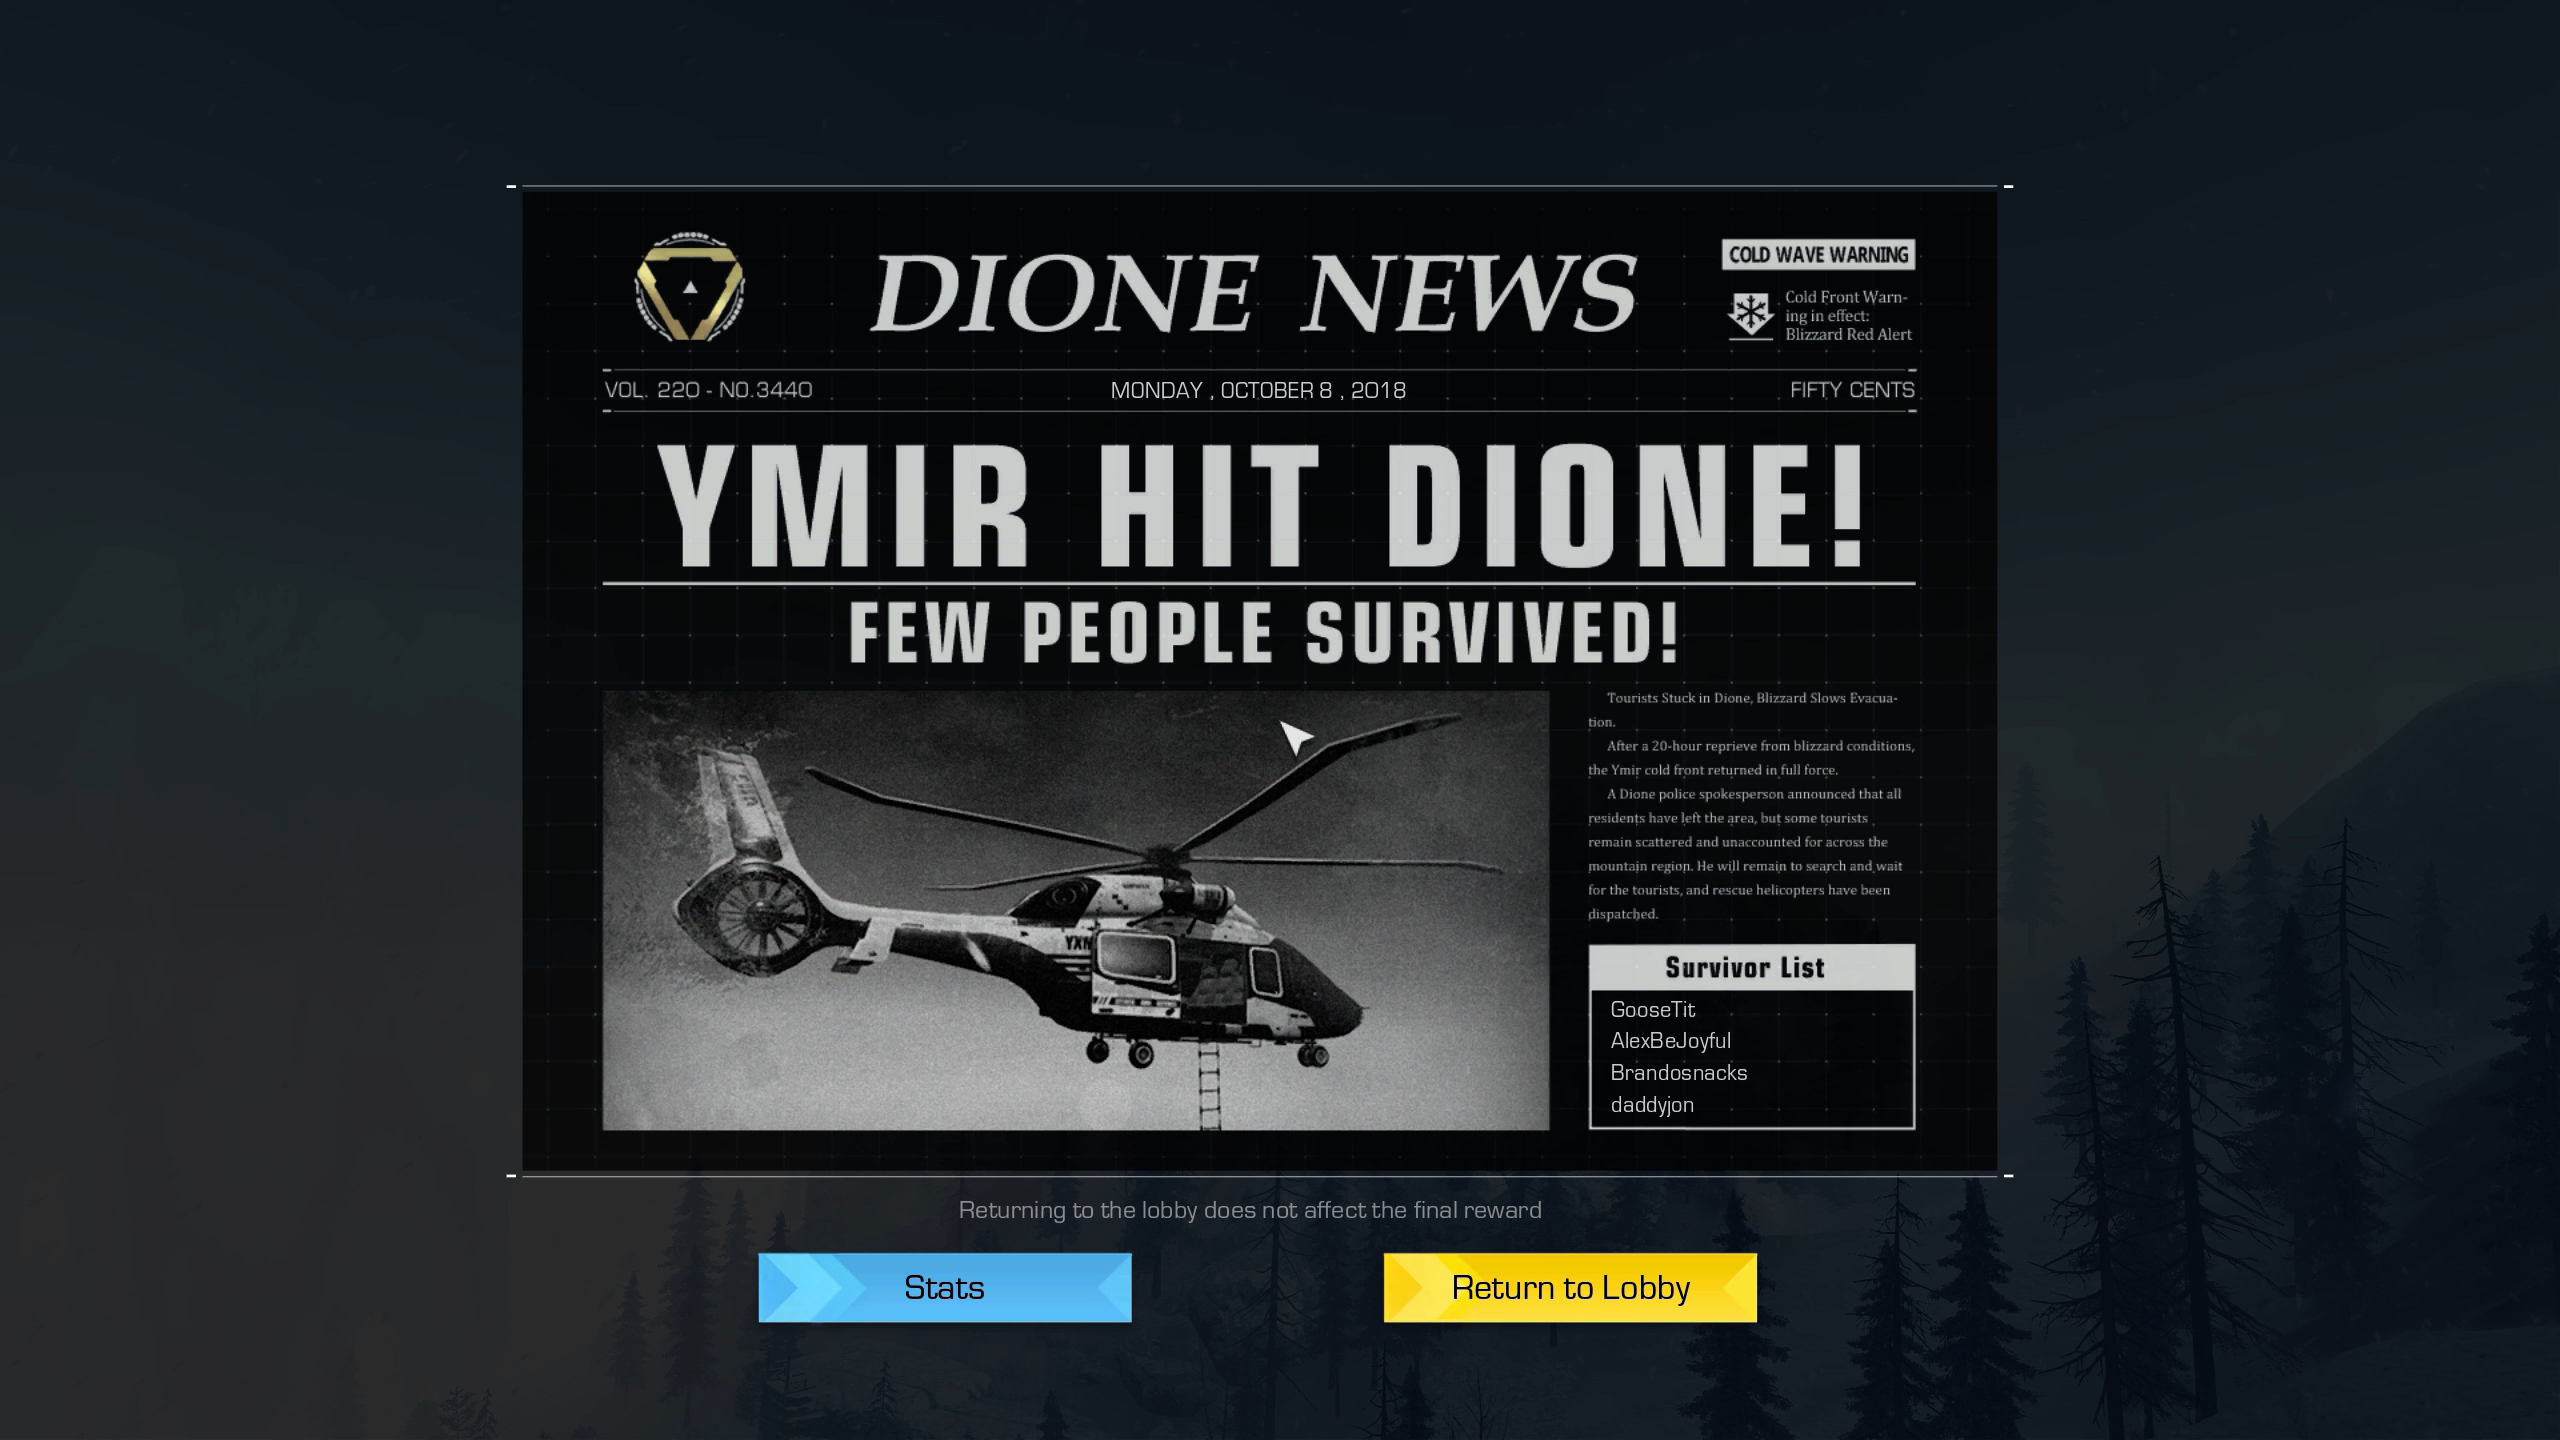 DIONE NEWS
COLD WAVE WARNING
Cold Front Warn-
ing in effect:
Blizzard Red Alert
VOL. 220 - NO.3440
MONDAY , OCTOBER 8 , 2018
FIFTY CENTS
YMIR HIT DIONE!
FEW PEOPLE SURVIVED!
Tourists Stuck in Dione, Blizzard Slows Evacua-
tion.
After a 20-hour reprieve from blizzard conditions,
the Ymir cold front returned in full force.
A Dione police spokesperson announced that all
residents have left the area, but some tourists
remain scattered and unaccounted for across the
mountain region. He will remain to search and wait
for the tourists, and rescue helicopters have been
dispatched.
Survivor List
GooseTit
AlexBeJoyful
Brandosnacks
daddyjon
Returning to the lobby does not affect the final reward
Stats
Return to Lobby